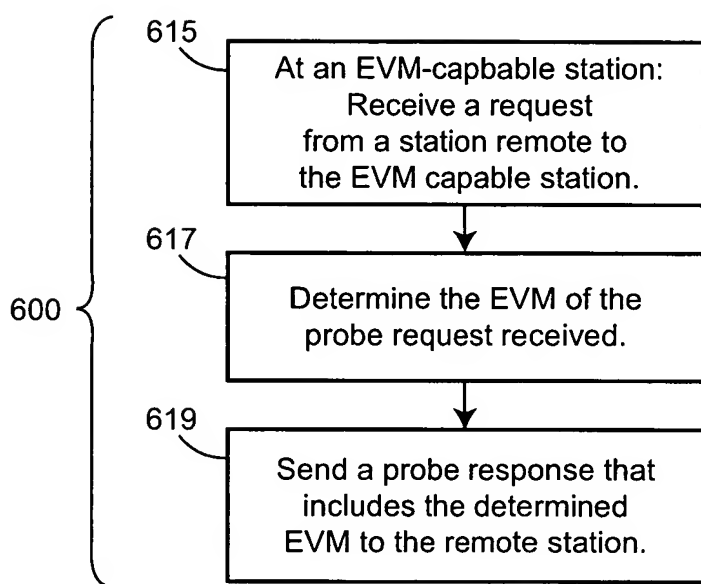 615
At an EVM-capbable station:
Receive a request
from a station remote to
the EVM capable station.
617
600
Determine the EVM of the
probe request received.
619
Send a probe response that
includes the determined
EVM to the remote station.